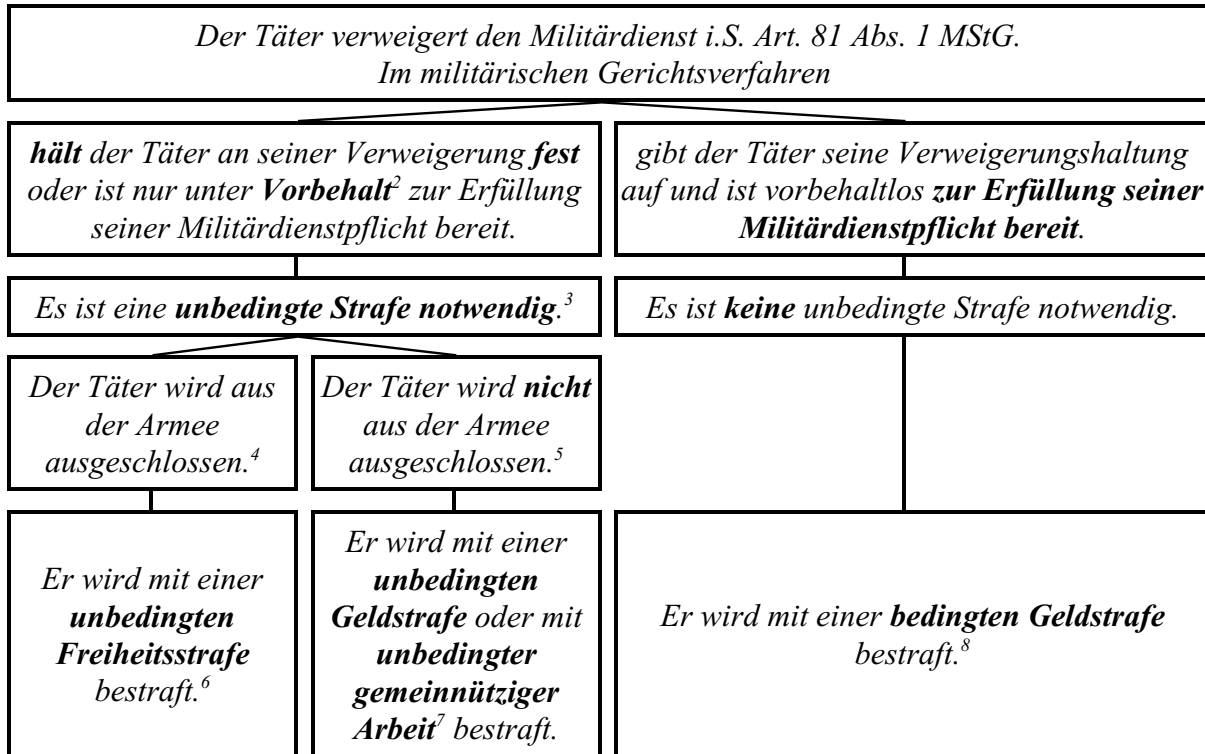 Der Täter verweigert den Militärdienst i.S. Art. 81 Abs. 1 MStG.
Im militärischen Gerichtsverfahren
hält der Täter an seiner Verweigerung fest
oder ist nur unter Vorbehalt² zur Erfüllung
seiner Militärdienstpflicht bereit.
gibt der Täter seine Verweigerungshaltung
auf und ist vorbehaltlos zur Erfüllung seiner
Militärdienstpflicht bereit.
Es ist eine unbedingte Strafe notwendig.³
Es ist keine unbedingte Strafe notwendig.
Der Täter wird aus
der Armee
ausgeschlossen.⁴
Der Täter wird nicht
aus der Armee
ausgeschlossen.⁵
Er wird mit einer
unbedingten
Freiheitsstrafe
bestraft.⁶
Er wird mit einer
unbedingten
Geldstrafe oder mit
unbedingter
gemeinnütziger
Arbeit⁷ bestraft.
Er wird mit einer bedingten Geldstrafe
bestraft.⁸